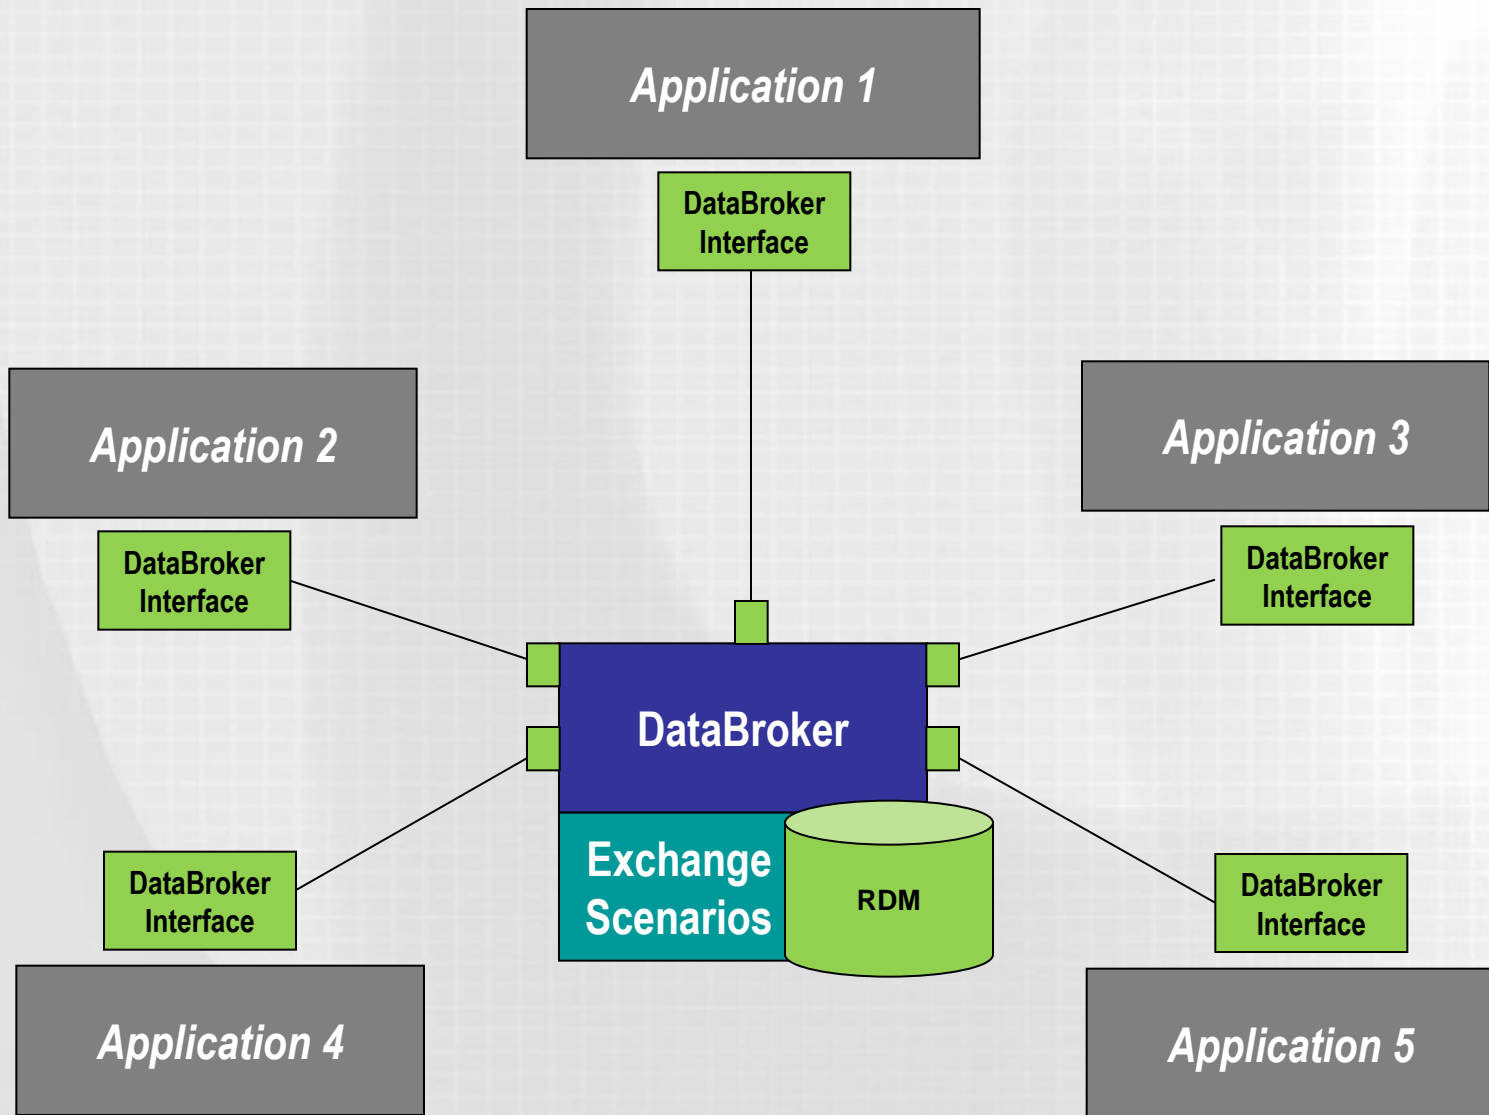 Application 1
DataBroker
Interface
Application 2
Application 3
DataBroker
Interface
DataBroker
Interface
DataBroker
Exchange
Scenarios
RDM
DataBroker
Interface
DataBroker
Interface
Application 4
Application 5